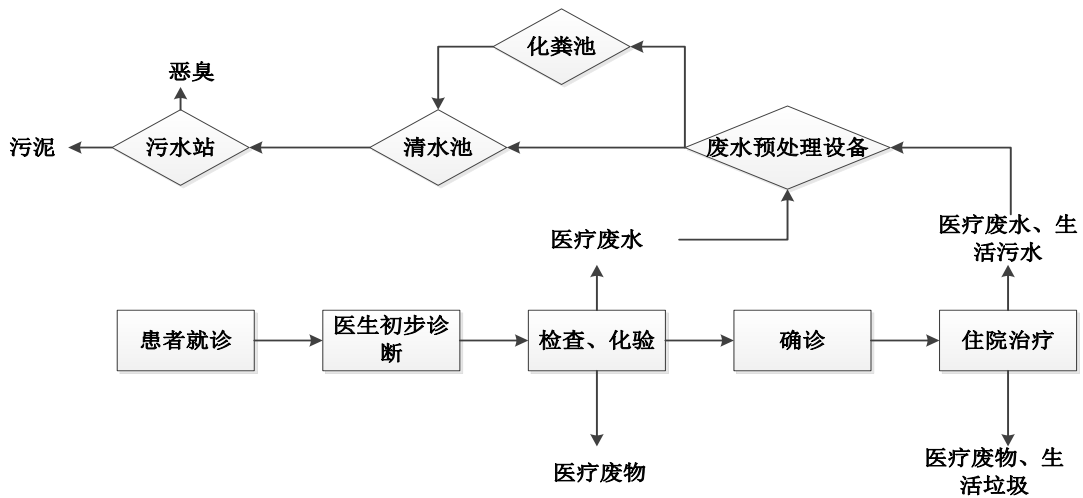 化粪池
恶臭
污泥
污水站
清水池
废水预处理设备
医疗废水
医疗废水、生
活污水
患者就诊
医生初步诊
断
检查、化验
确诊
住院治疗
医疗废物
医疗废物、生
活垃圾